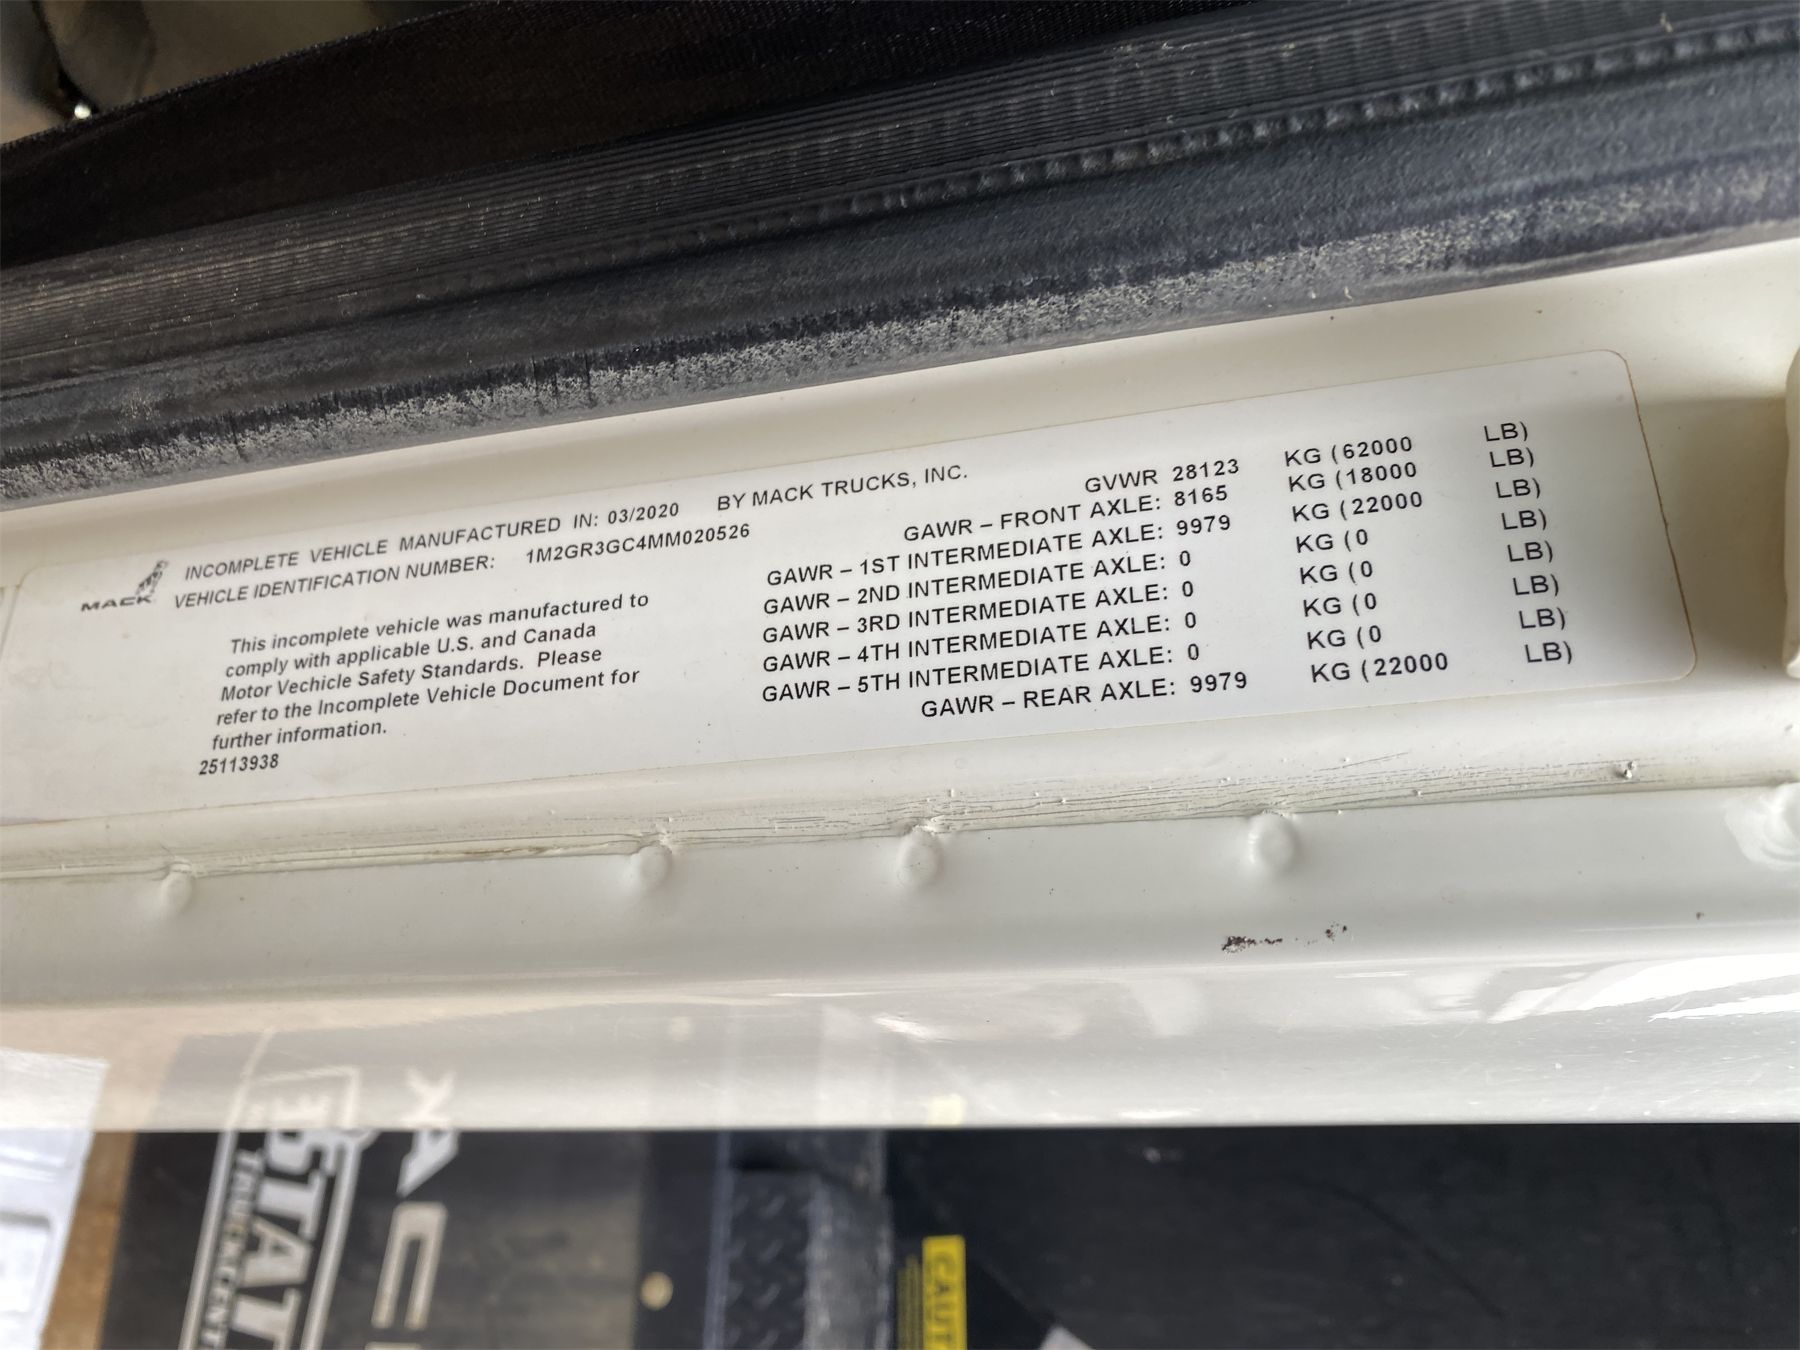 MACK
INCOMPLETE VEHICLE MANUFACTURED IN: 03/2020 BY MACK TRUCKS, INC.
VEHICLE IDENTIFICATION NUMBER: 1M2GR3GC4MM020526
This incomplete vehicle was manufactured to
comply with applicable U.S. and Canada
Motor Vechicle Safety Standards. Please
refer to the Incomplete Vehicle Document for
further information.
25113938
GVWR 28123 KG (62000 LB)
GAWR – FRONT AXLE: 8165 KG (18000 LB)
GAWR – 1ST INTERMEDIATE AXLE: 9979 KG (22000 LB)
GAWR – 2ND INTERMEDIATE AXLE: 0 KG (0 LB)
GAWR – 3RD INTERMEDIATE AXLE: 0 KG (0 LB)
GAWR – 4TH INTERMEDIATE AXLE: 0 KG (0 LB)
GAWR – 5TH INTERMEDIATE AXLE: 0 KG (0 LB)
GAWR – REAR AXLE: 9979 KG (22000 LB)
TRUCK CENT
CAUT